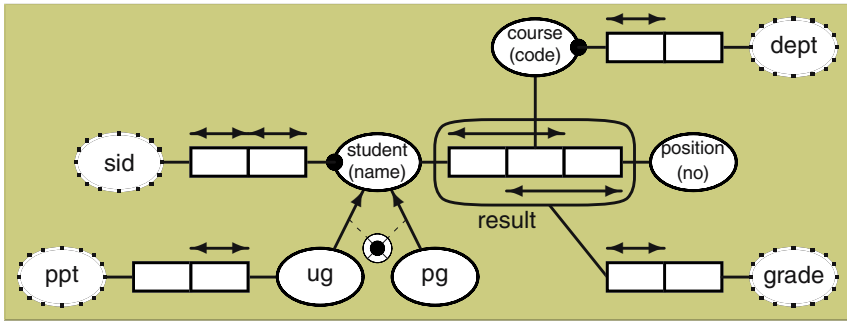 course
(code)
dept
sid
student
(name)
position
(no)
result
ppt
ug
pg
grade